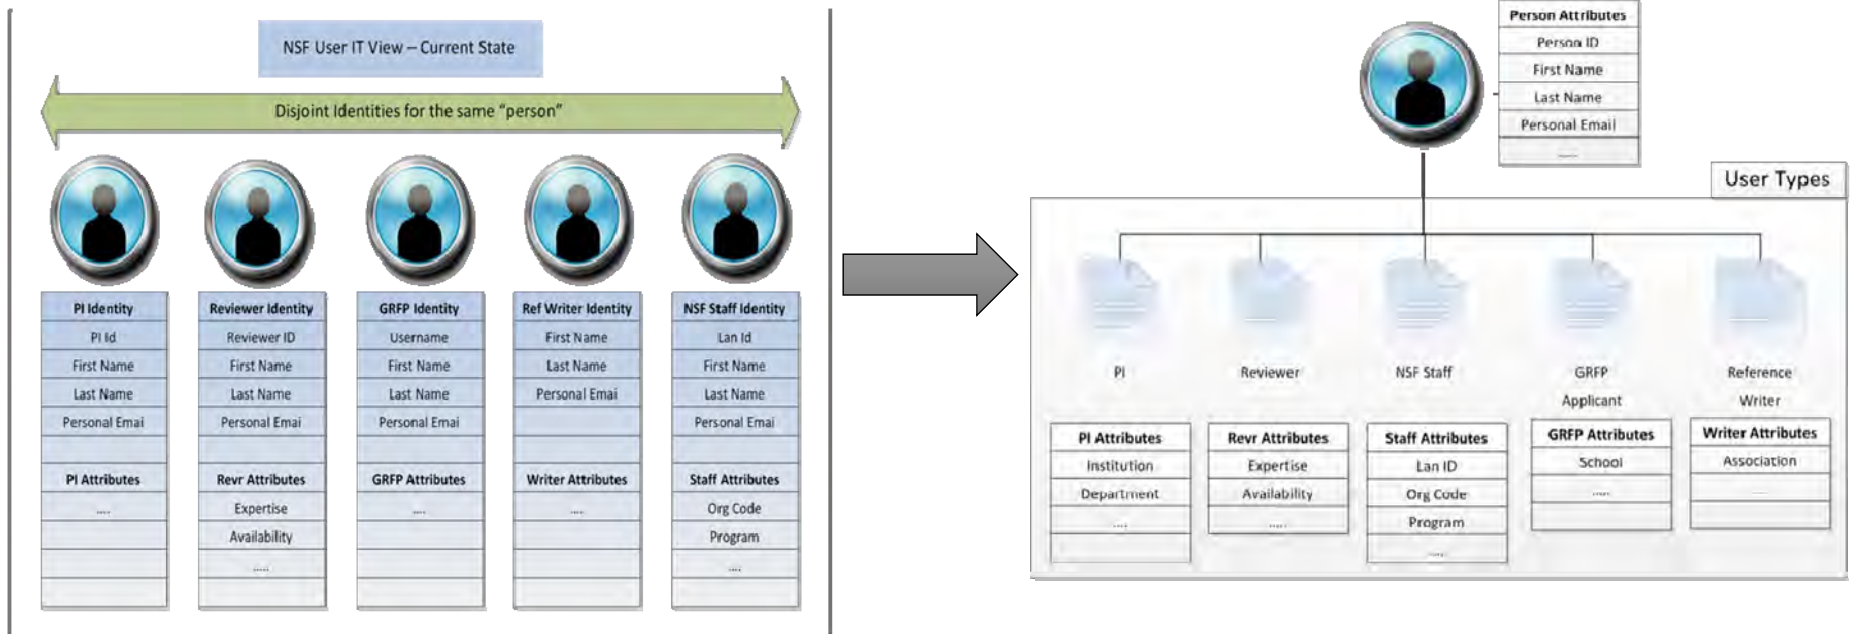 NSF User IT View – Current State
Disjoint Identities for the same “person”
PI Identity
PI Id
First Name
Last Name
Personal Emai
PI Attributes
....
Reviewer Identity
Reviewer ID
First Name
Last Name
Personal Emai
Revr Attributes
Expertise
Availability
.....
GRFP Identity
Username
First Name
Last Name
Personal Emai
GRFP Attributes
....
Ref Writer Identity
First Name
Last Name
Personal Emai
Writer Attributes
....
NSF Staff Identity
Lan Id
First Name
Last Name
Personal Emai
Staff Attributes
Org Code
Program
....
Person Attributes
Person ID
First Name
Last Name
Personal Email
.....
User Types
PI
Reviewer
NSF Staff
GRFP
Applicant
Reference
Writer
PI Attributes
Institution
Department
....
Revr Attributes
Expertise
Availability
.....
Staff Attributes
Lan ID
Org Code
Program
.....
GRFP Attributes
School
.....
Writer Attributes
Association
....